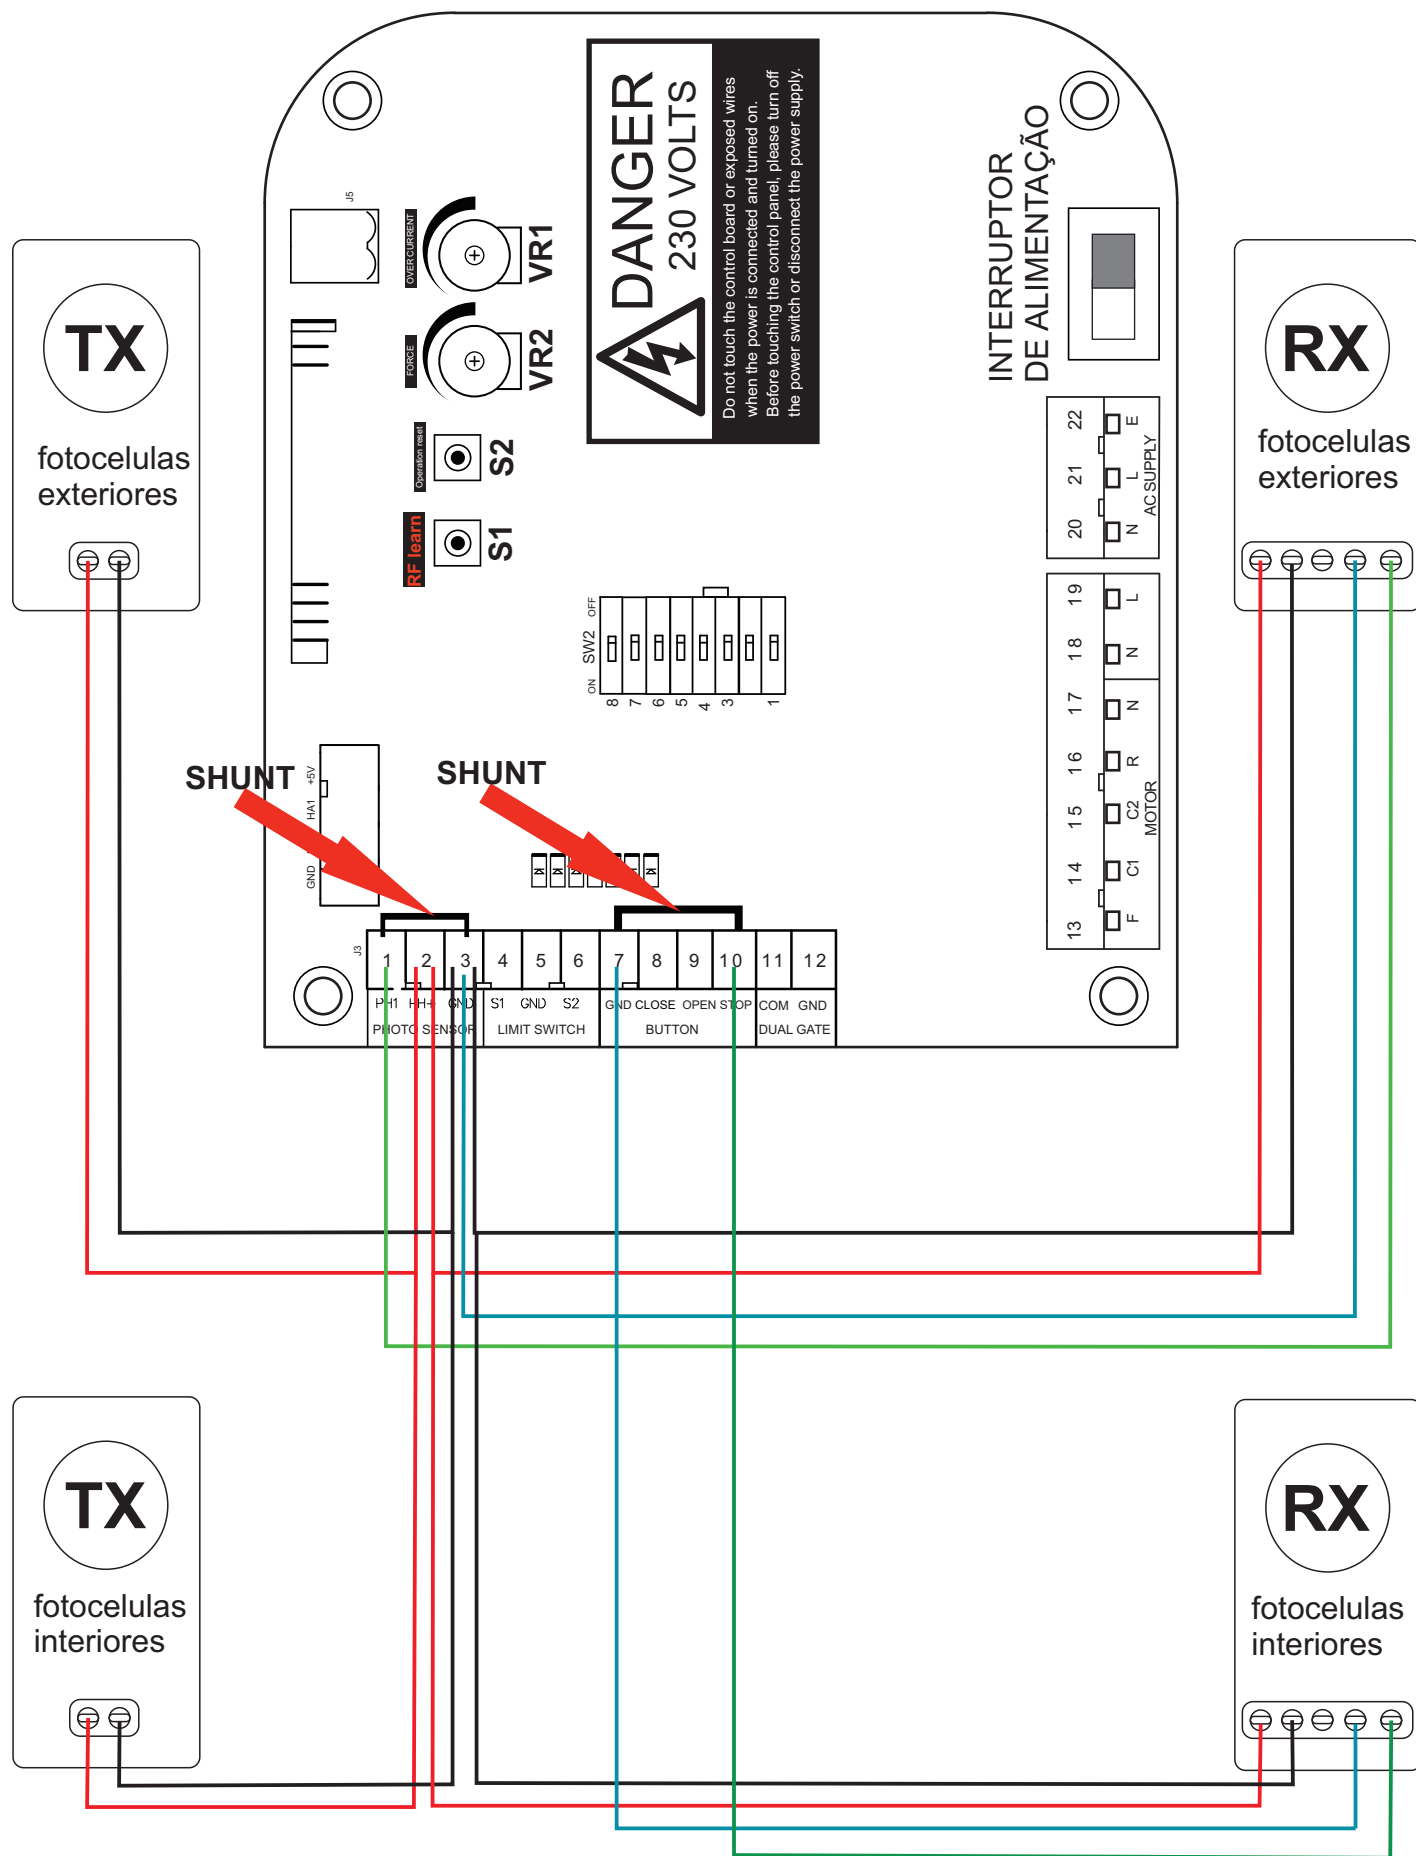 DANGER
230 VOLTS
Do not touch the control board or exposed wires
when the power is connected and turned on.
Before touching the control panel, please turn off
the power switch or disconnect the power supply.
INTERRUPTOR
DE ALIMENTAÇÃO
J5
OVER CURRENT
VR1
FORCE
VR2
Operation reset
S2
RF learn
S1
TX
fotocelulas
exteriores
RX
fotocelulas
exteriores
22 E
21 L
20 N
AC SUPPLY
19 L
18 N
17 N
16 R
15 C2
14 C1
13 F
MOTOR
OFF
SW2
ON
8 7 6 5 4 3 1
SHUNT
SHUNT
+5V
HA1
GND
J3
1 2 3 4 5 6 7 8 9 10 11 12
PH1 GND S1 GND S2 GND CLOSE OPEN STOP COM GND
PHOTO SENSOR LIMIT SWITCH BUTTON DUAL GATE
TX
fotocelulas
interiores
RX
fotocelulas
interiores